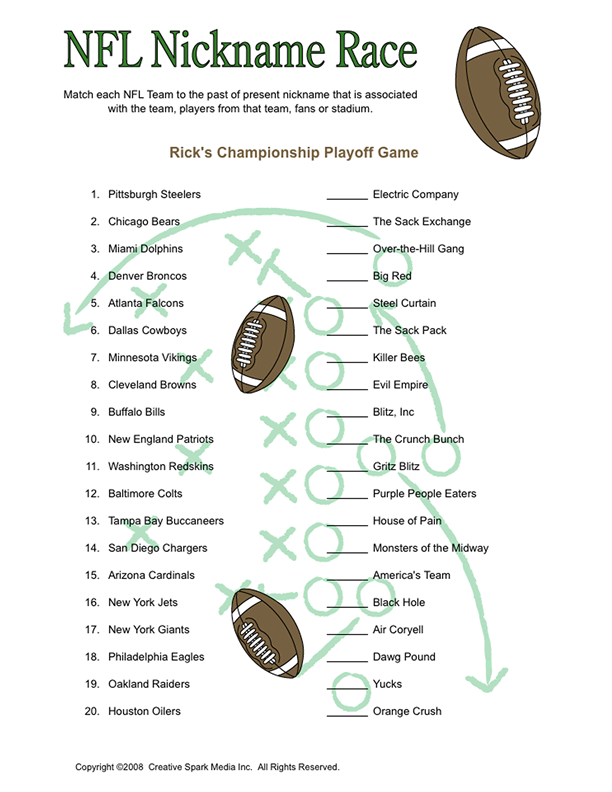 NFL Nickname Race
Match each NFL Team to the past of present nickname that is associated
with the team, players from that team, fans or stadium.
Rick's Championship Playoff Game
1. Pittsburgh Steelers ______ Electric Company
2. Chicago Bears ______ The Sack Exchange
3. Miami Dolphins ______ Over-the-Hill Gang
4. Denver Broncos ______ Big Red
5. Atlanta Falcons ______ Steel Curtain
6. Dallas Cowboys ______ The Sack Pack
7. Minnesota Vikings ______ Killer Bees
8. Cleveland Browns ______ Evil Empire
9. Buffalo Bills ______ Blitz, Inc
10. New England Patriots ______ The Crunch Bunch
11. Washington Redskins ______ Gritz Blitz
12. Baltimore Colts ______ Purple People Eaters
13. Tampa Bay Buccaneers ______ House of Pain
14. San Diego Chargers ______ Monsters of the Midway
15. Arizona Cardinals ______ America's Team
16. New York Jets ______ Black Hole
17. New York Giants ______ Air Coryell
18. Philadelphia Eagles ______ Dawg Pound
19. Oakland Raiders ______ Yucks
20. Houston Oilers ______ Orange Crush
Copyright ©2008 Creative Spark Media Inc. All Rights Reserved.